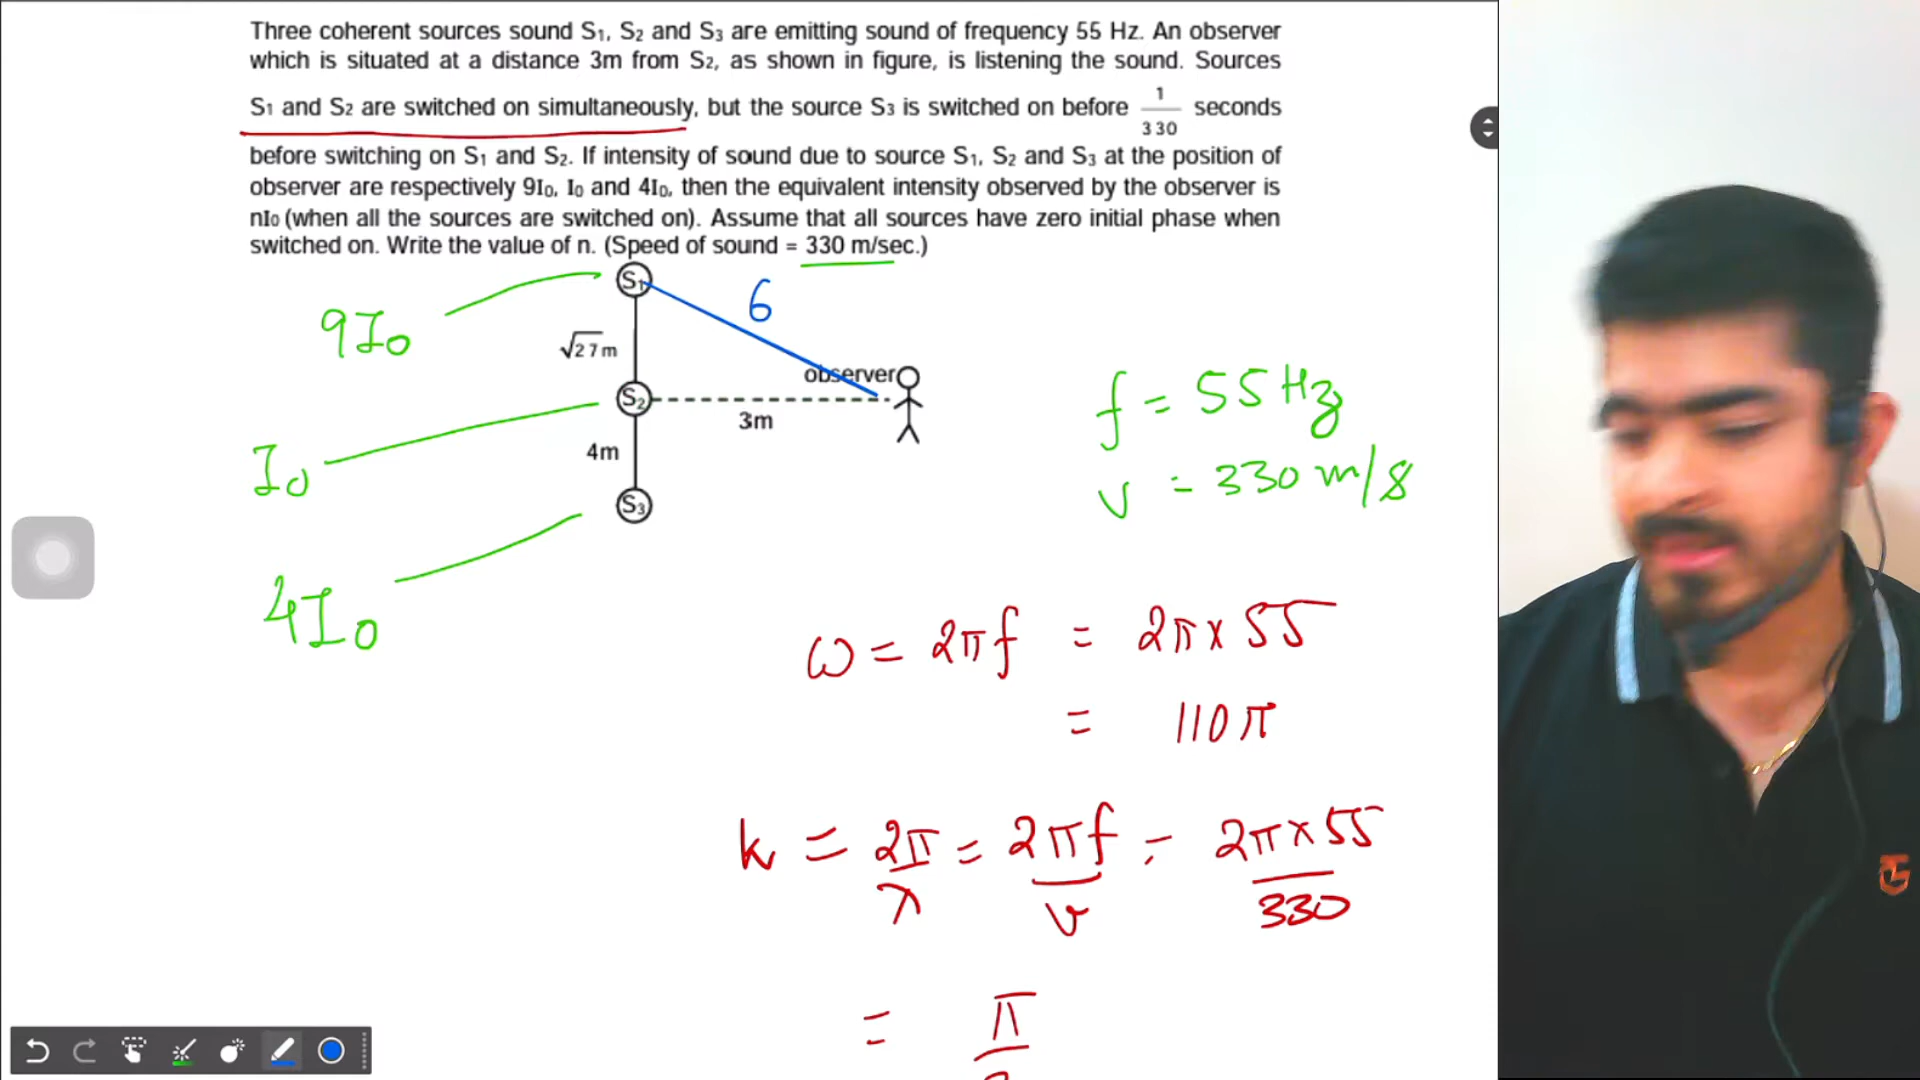 Three coherent sources sound S1, S2 and S3 are emitting sound of frequency 55 Hz. An observer
which is situated at a distance 3m from S2, as shown in figure, is listening the sound. Sources
S1 and S2 are switched on simultaneously, but the source S3 is switched on before 1/330 seconds
before switching on S1 and S2. If intensity of sound due to source S1, S2 and S3 at the position of
observer are respectively 9I0, I0 and 4I0, then the equivalent intensity observed by the observer is
nI0 (when all the sources are switched on). Assume that all sources have zero initial phase when
switched on. Write the value of n. (Speed of sound = 330 m/sec.)
S1
6
9I0
√27m
observer
S2
3m
f = 55 Hz
4m
I0
v = 330 m/s
S3
4I0
ω = 2πf = 2π×55
= 110π
k = 2π/λ = 2πf/v = 2π×55/330
= π